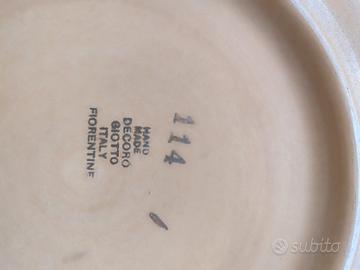 114
HAND
MADE
DECORO
GIOTTO
ITALY
FIORENTINE
subito